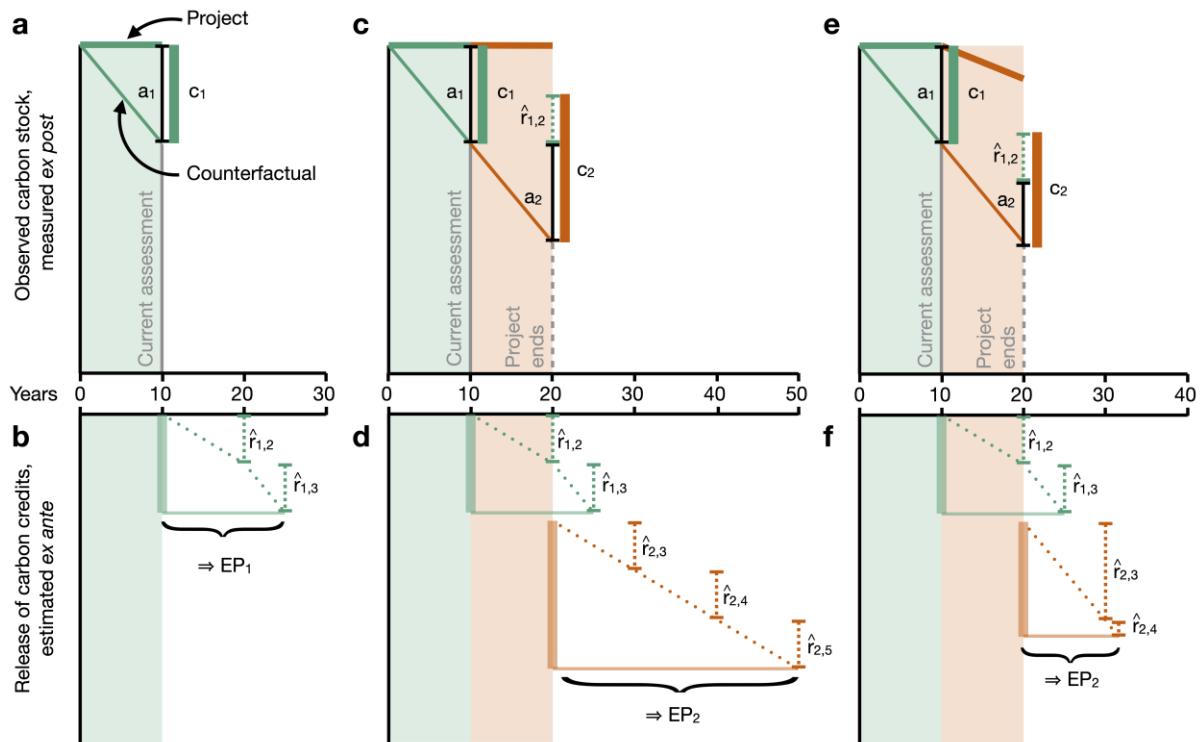 a
Project
a1
c1
Counterfactual
Current assessment
Observed carbon stock,
measured ex post
c
a1
c1
r̂1,2
a2
c2
Current assessment
Project
ends
e
a1
c1
r̂1,2
a2
c2
Current assessment
Project
ends
Years
0 10 20 30
0 10 20 30 40 50
0 10 20 30 40
b
r̂1,2
r̂1,3
⇒ EP1
Release of carbon credits,
estimated ex ante
d
r̂1,2
r̂1,3
r̂2,3
r̂2,4
r̂2,5
⇒ EP2
f
r̂1,2
r̂1,3
r̂2,3
r̂2,4
⇒ EP2